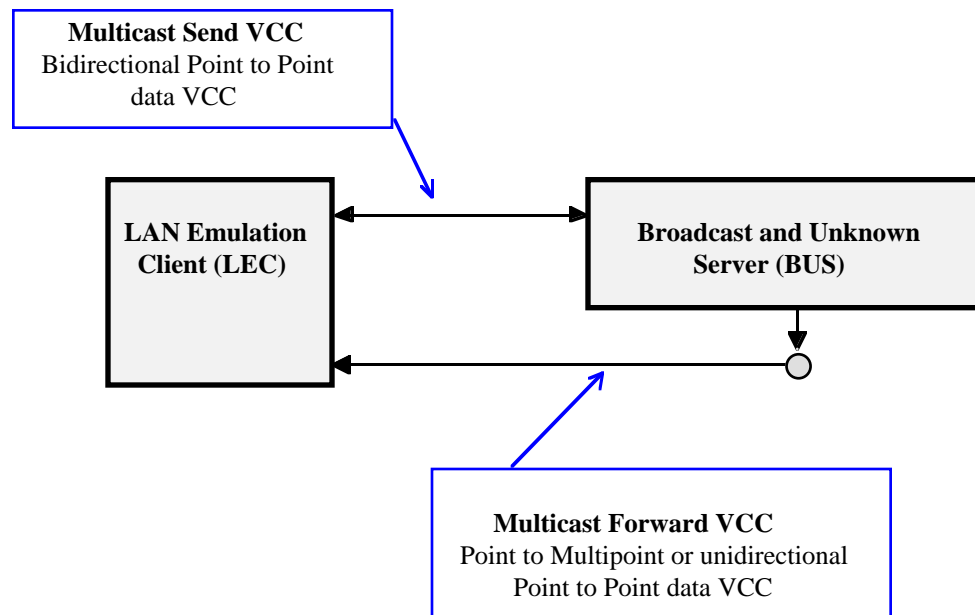 Multicast Send VCC
Bidirectional Point to Point
data VCC
LAN Emulation
Client (LEC)
Broadcast and Unknown
Server (BUS)
Multicast Forward VCC
Point to Multipoint or unidirectional
Point to Point data VCC